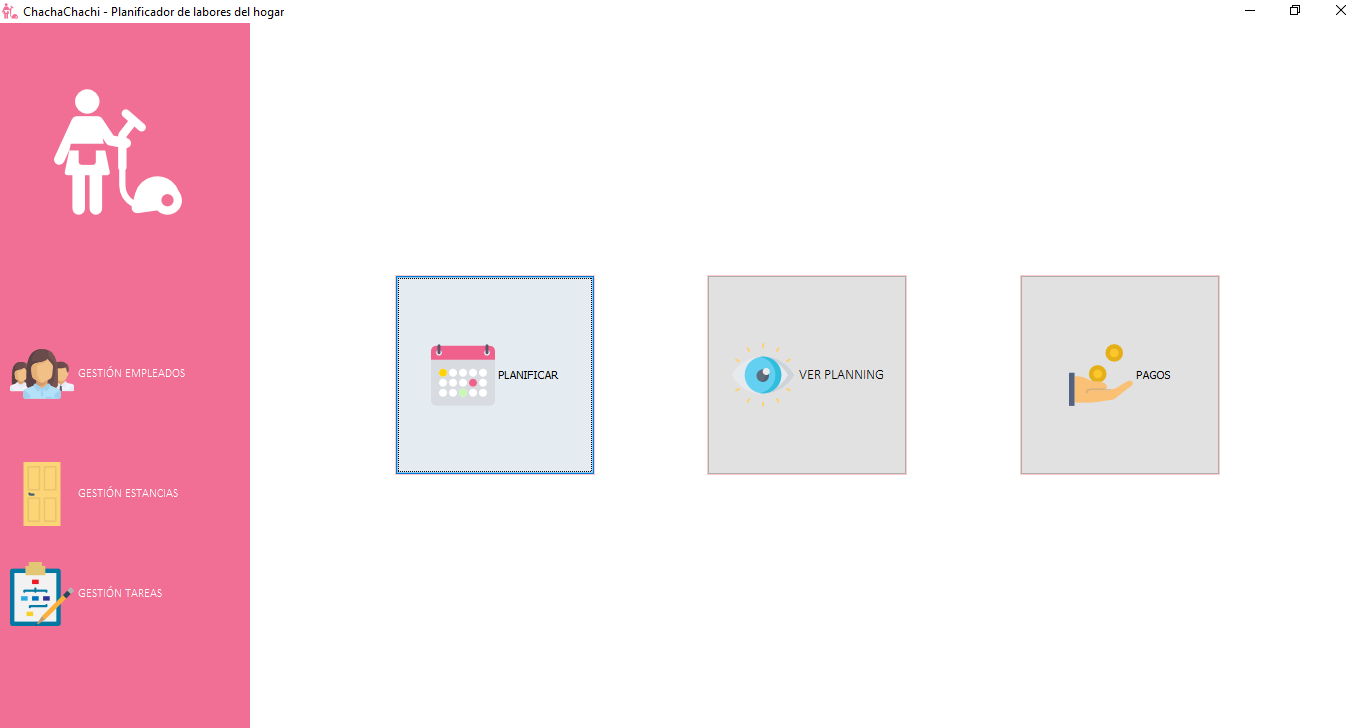 ChachaChachi - Planificador de labores del hogar
GESTIÓN EMPLEADOS
GESTIÓN ESTANCIAS
GESTIÓN TAREAS
PLANIFICAR
VER PLANNING
PAGOS